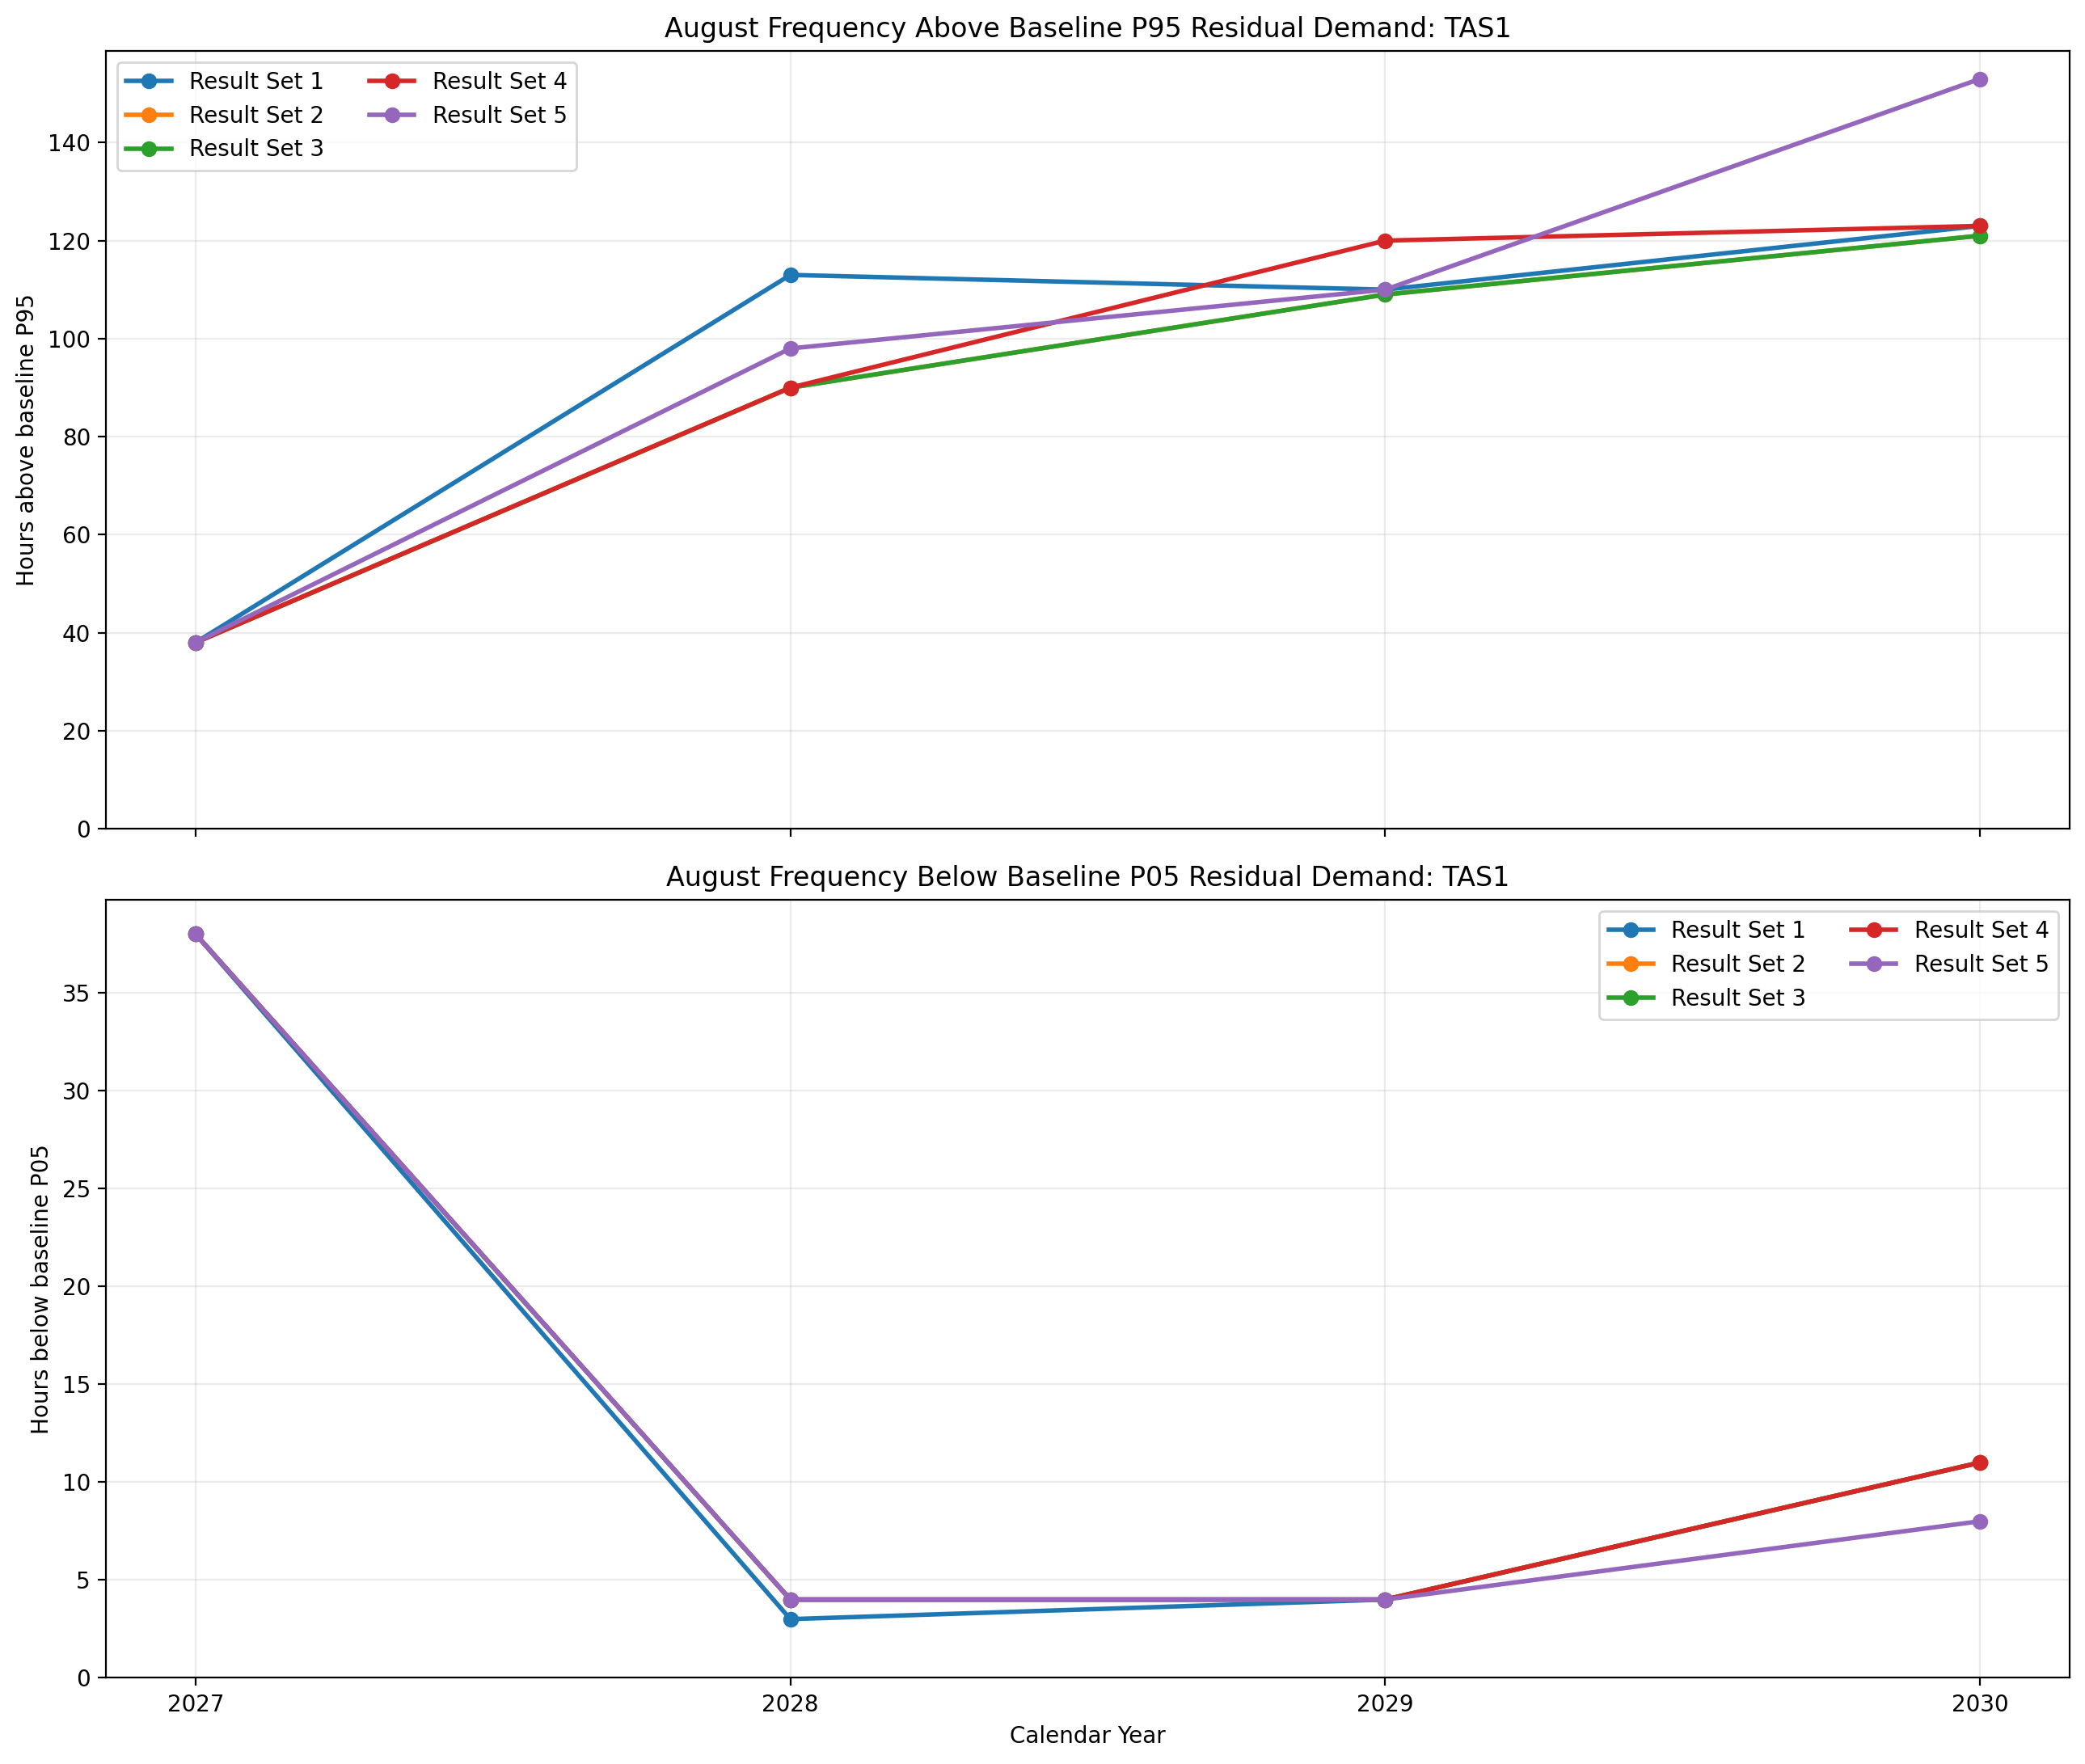 August Frequency Above Baseline P95 Residual Demand: TAS1
Result Set 1
Result Set 2
Result Set 3
Result Set 4
Result Set 5
Hours above baseline P95
140
120
100
80
60
40
20
0
August Frequency Below Baseline P05 Residual Demand: TAS1
Result Set 1
Result Set 2
Result Set 3
Result Set 4
Result Set 5
Hours below baseline P05
35
30
25
20
15
10
5
0
2027
2028
2029
2030
Calendar Year